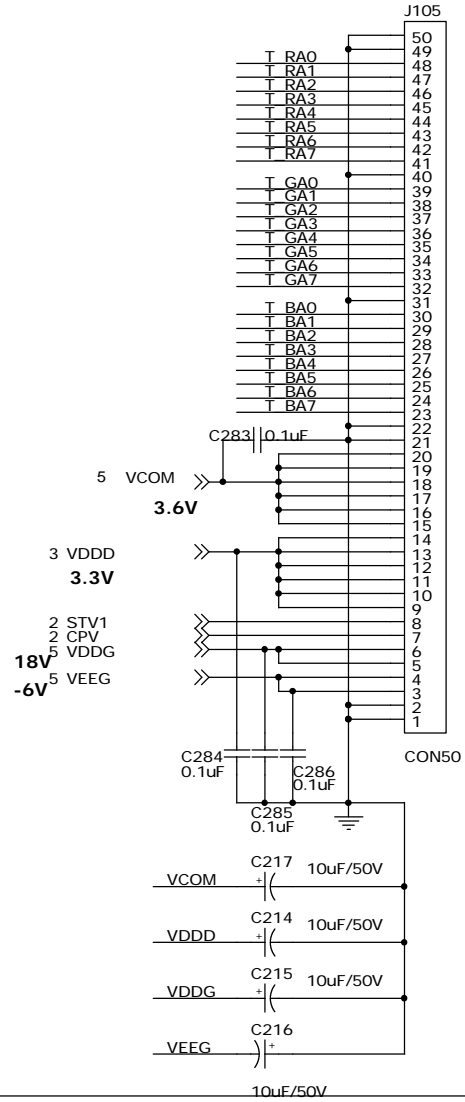 J105
50
49
T_RA0 48
T_RA1 47
T_RA2 46
T_RA3 45
T_RA4 44
T_RA5 43
T_RA6 42
T_RA7 41
40
T_GA0 39
T_GA1 38
T_GA2 37
T_GA3 36
T_GA4 35
T_GA5 34
T_GA6 33
T_GA7 32
31
T_BA0 30
T_BA1 29
T_BA2 28
T_BA3 27
T_BA4 26
T_BA5 25
T_BA6 24
T_BA7 23
22
C283 0.1uF 21
20
19
5 VCOM 18
17
3.6V 16
15
14
3 VDDD 13
12
3.3V 11
10
9
2 STV1 8
2 CPV 7
5 VDDG 6
18V 5
5 VEEG 4
-6V 3
2
1
CON50
C284
0.1uF
C286
0.1uF
C285
0.1uF
C217
VCOM + 10uF/50V
C214
VDDD + 10uF/50V
C215
VDDG + 10uF/50V
C216
VEEG +
10uF/50V